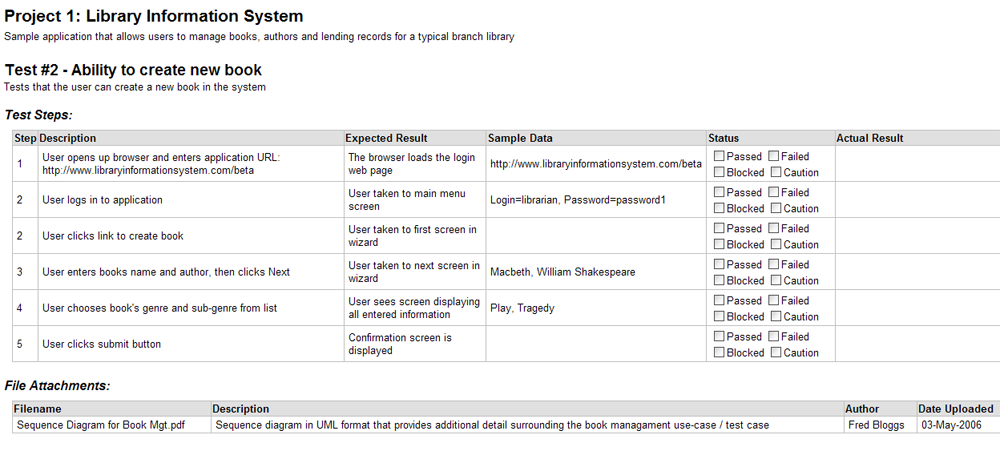 Project 1: Library Information System
Sample application that allows users to manage books, authors and lending records for a typical branch library
Test #2 - Ability to create new book
Tests that the user can create a new book in the system
Test Steps:
Step Description Expected Result Sample Data Status Actual Result
1 User opens up browser and enters application URL: http://www.libraryinformationsystem.com/beta The browser loads the login web page http://www.libraryinformationsystem.com/beta Passed Failed Blocked Caution
2 User logs in to application User taken to main menu screen Login=librarian, Password=password1 Passed Failed Blocked Caution
2 User clicks link to create book User taken to first screen in wizard Passed Failed Blocked Caution
3 User enters books name and author, then clicks Next User taken to next screen in wizard Macbeth, William Shakespeare Passed Failed Blocked Caution
4 User chooses book's genre and sub-genre from list User sees screen displaying all entered information Play, Tragedy Passed Failed Blocked Caution
5 User clicks submit button Confirmation screen is displayed Passed Failed Blocked Caution
File Attachments:
Filename Description Author Date Uploaded
Sequence Diagram for Book Mgt.pdf Sequence diagram in UML format that provides additional detail surrounding the book managament use-case / test case Fred Bloggs 03-May-2006